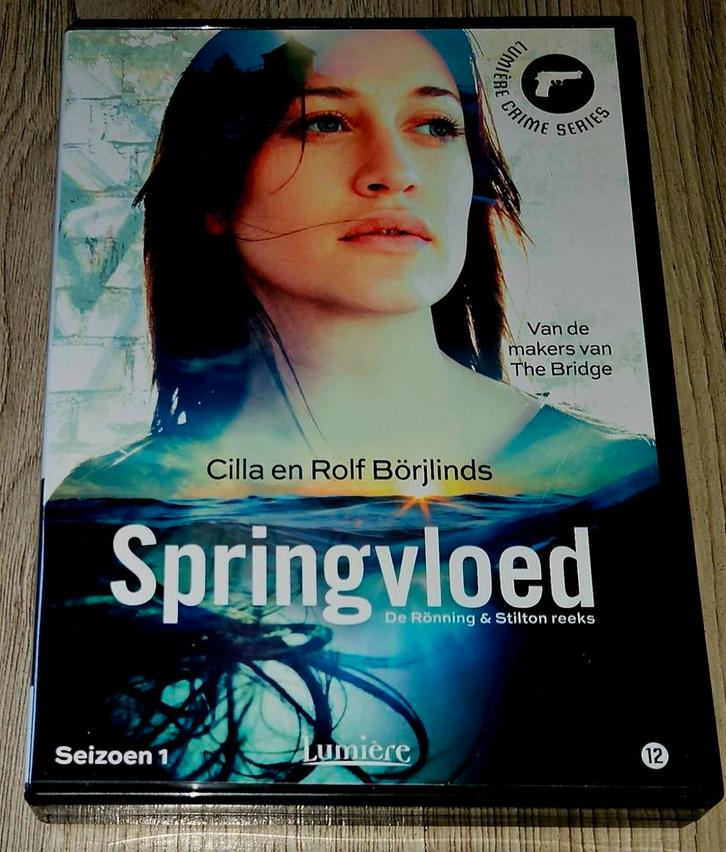 LUMIÈRE CRIME SERIES
Van de
makers van
The Bridge
Cilla en Rolf Börjlinds
Springvloed
De Rönning & Stilton reeks
Seizoen 1
Lumière
12